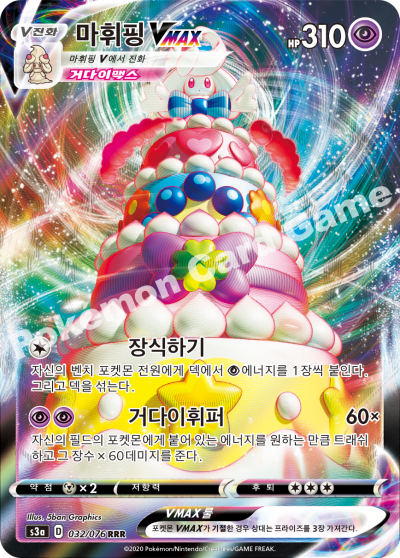 V진화
마휘핑 VMAX
HP 310
마휘핑 V에서 진화
거다이맥스
Pokémon Card Game
장식하기
자신의 벤치 포켓몬 전원에게 덱에서 에너지를 1장씩 붙인다.
그리고 덱을 섞는다.
거다이휘퍼 60×
자신의 필드의 포켓몬에게 붙어 있는 에너지를 원하는 만큼 트래쉬
하고 그 장수×60데미지를 준다.
약점 ×2 저항력 후퇴
Illus. 5ban Graphics
VMAX 룰
s3a D 032/076 RRR
포켓몬 VMAX가 기절한 경우 상대는 프라이즈를 3장 가져간다.
©2020 Pokémon/Nintendo/Creatures/GAME FREAK.